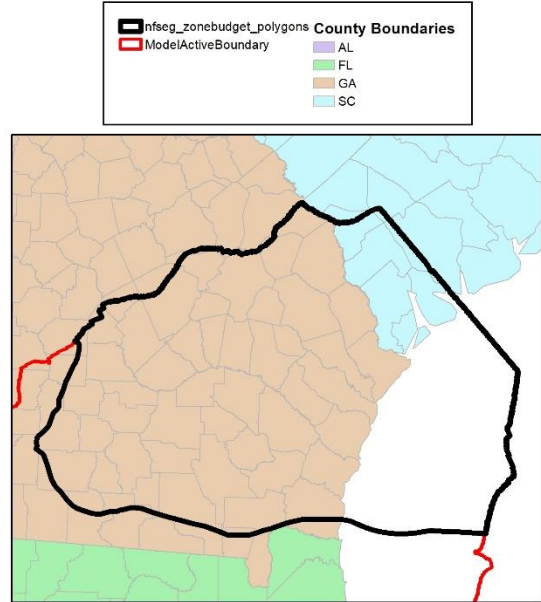 nfseg_zonebudget_polygons
ModelActiveBoundary
County Boundaries
AL
FL
GA
SC